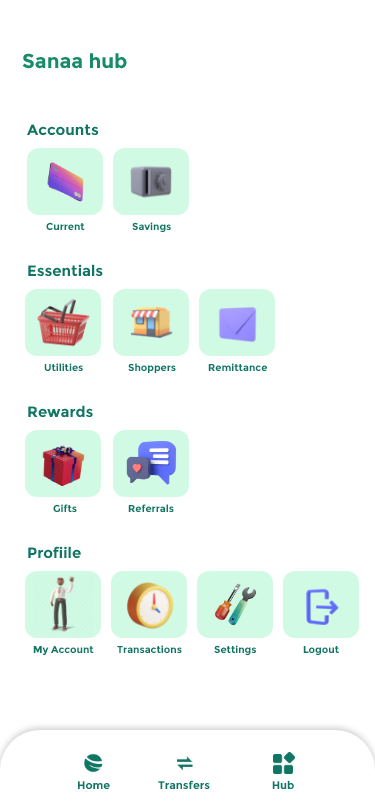 Sanaa hub
Accounts
Current Savings
Essentials
Utilities Shoppers Remittance
Rewards
Gifts Referrals
Profiile
My Account Transactions Settings Logout
Home Transfers Hub